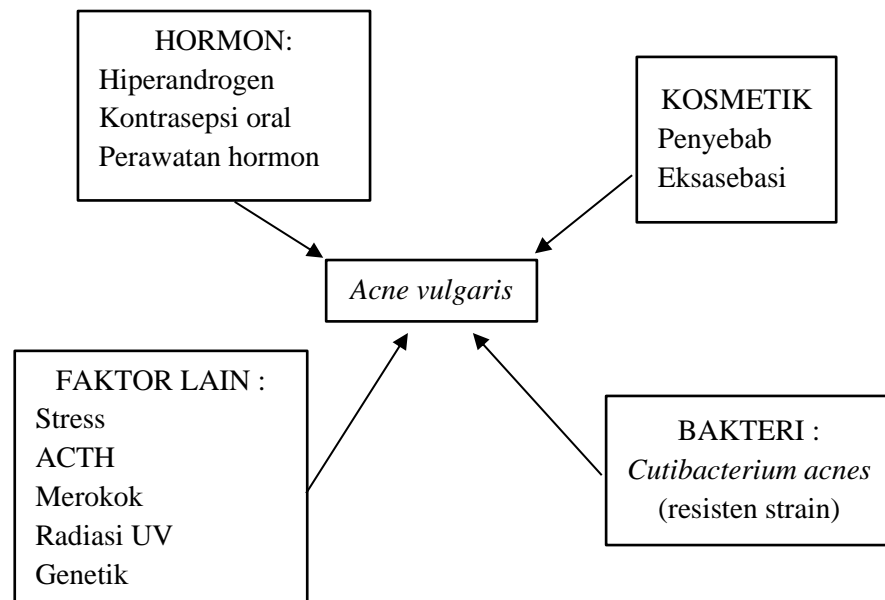 HORMON:
Hiperandrogen
Kontrasepsi oral
Perawatan hormon
KOSMETIK
Penyebab
Eksasebasi
Acne vulgaris
FAKTOR LAIN :
Stress
ACTH
Merokok
Radiasi UV
Genetik
BAKTERI :
Cutibacterium acnes
(resisten strain)